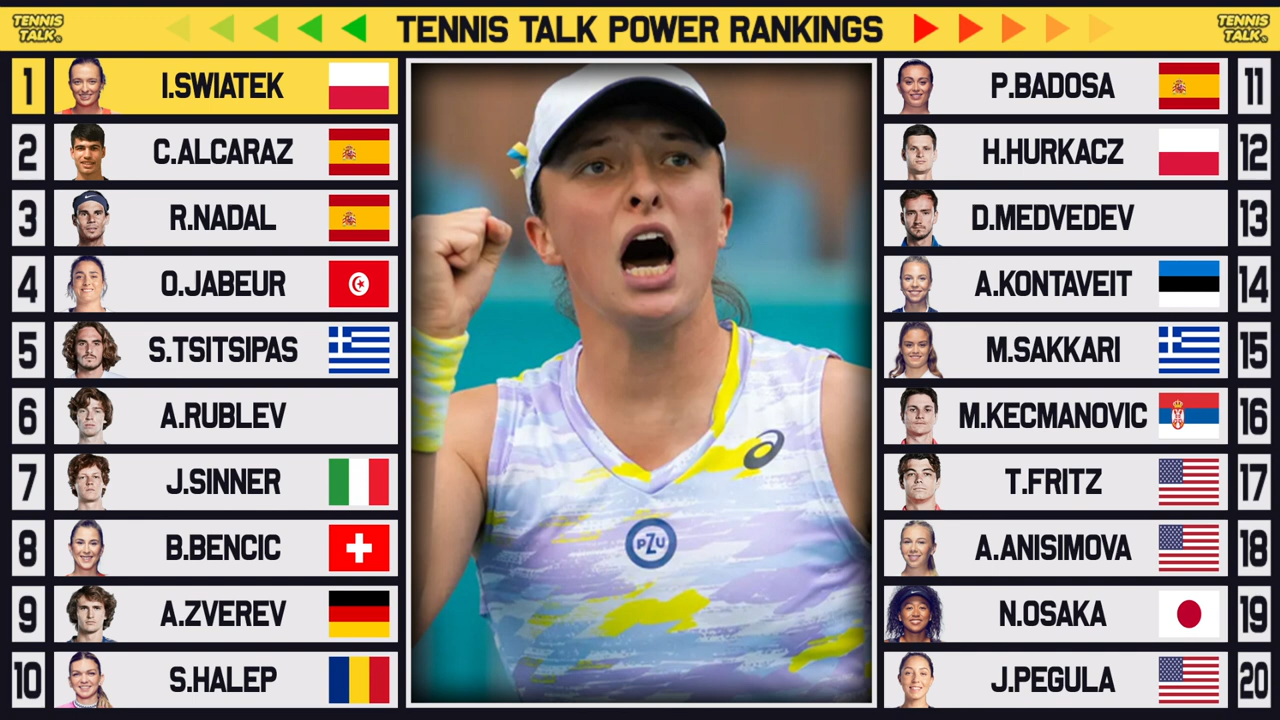 TENNIS TALK
TENNIS TALK POWER RANKINGS
TENNIS TALK
1 I.SWIATEK
2 C.ALCARAZ
3 R.NADAL
4 O.JABEUR
5 S.TSITSIPAS
6 A.RUBLEV
7 J.SINNER
8 B.BENCIC
9 A.ZVEREV
10 S.HALEP
PZU
P.BADOSA 11
H.HURKACZ 12
D.MEDVEDEV 13
A.KONTAVEIT 14
M.SAKKARI 15
M.KECMANOVIC 16
T.FRITZ 17
A.ANISIMOVA 18
N.OSAKA 19
J.PEGULA 20